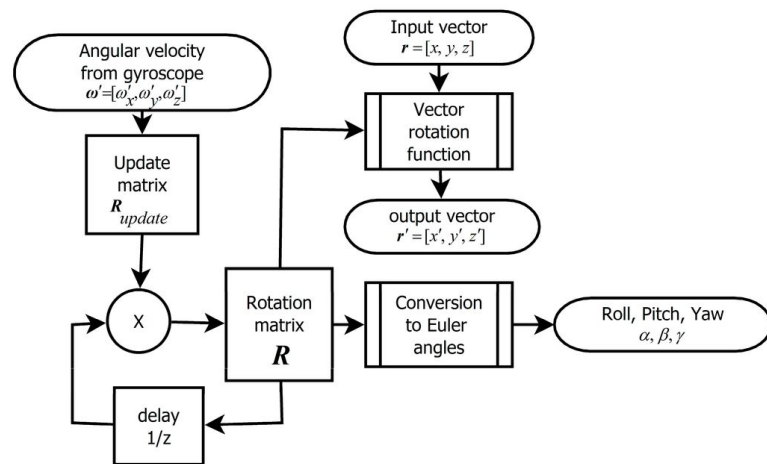 Angular velocity
from gyroscope
ω'=[ω'x,ω'y,ω'z]
Update
matrix
R update
X
delay
1/z
Rotation
matrix
R
Input vector
r = [x, y, z]
Vector
rotation
function
output vector
r' = [x', y', z']
Conversion
to Euler
angles
Roll, Pitch, Yaw
α, β, γ